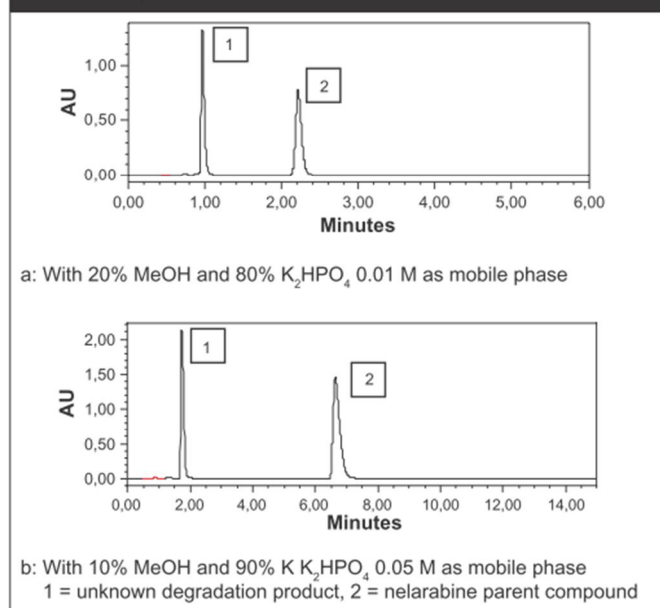 1,00
0,50
0,00
AU
1
2
0,00 1,00 2,00 3,00 4,00 5,00 6,00
Minutes
a: With 20% MeOH and 80% K₂HPO₄ 0.01 M as mobile phase
2,00
1,50
1,00
0,50
0,00
AU
1
2
0,00 2,00 4,00 6,00 8,00 10,00 12,00 14,00
Minutes
b: With 10% MeOH and 90% K K₂HPO₄ 0.05 M as mobile phase
1 = unknown degradation product, 2 = nelarabine parent compound